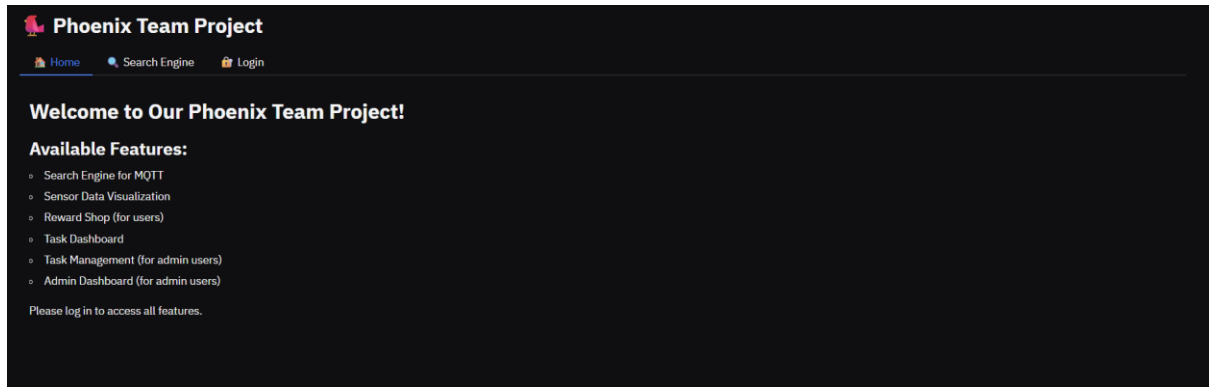 Phoenix Team Project
Home Search Engine Login
Welcome to Our Phoenix Team Project!
Available Features:
Search Engine for MQTT
Sensor Data Visualization
Reward Shop (for users)
Task Dashboard
Task Management (for admin users)
Admin Dashboard (for admin users)
Please log in to access all features.